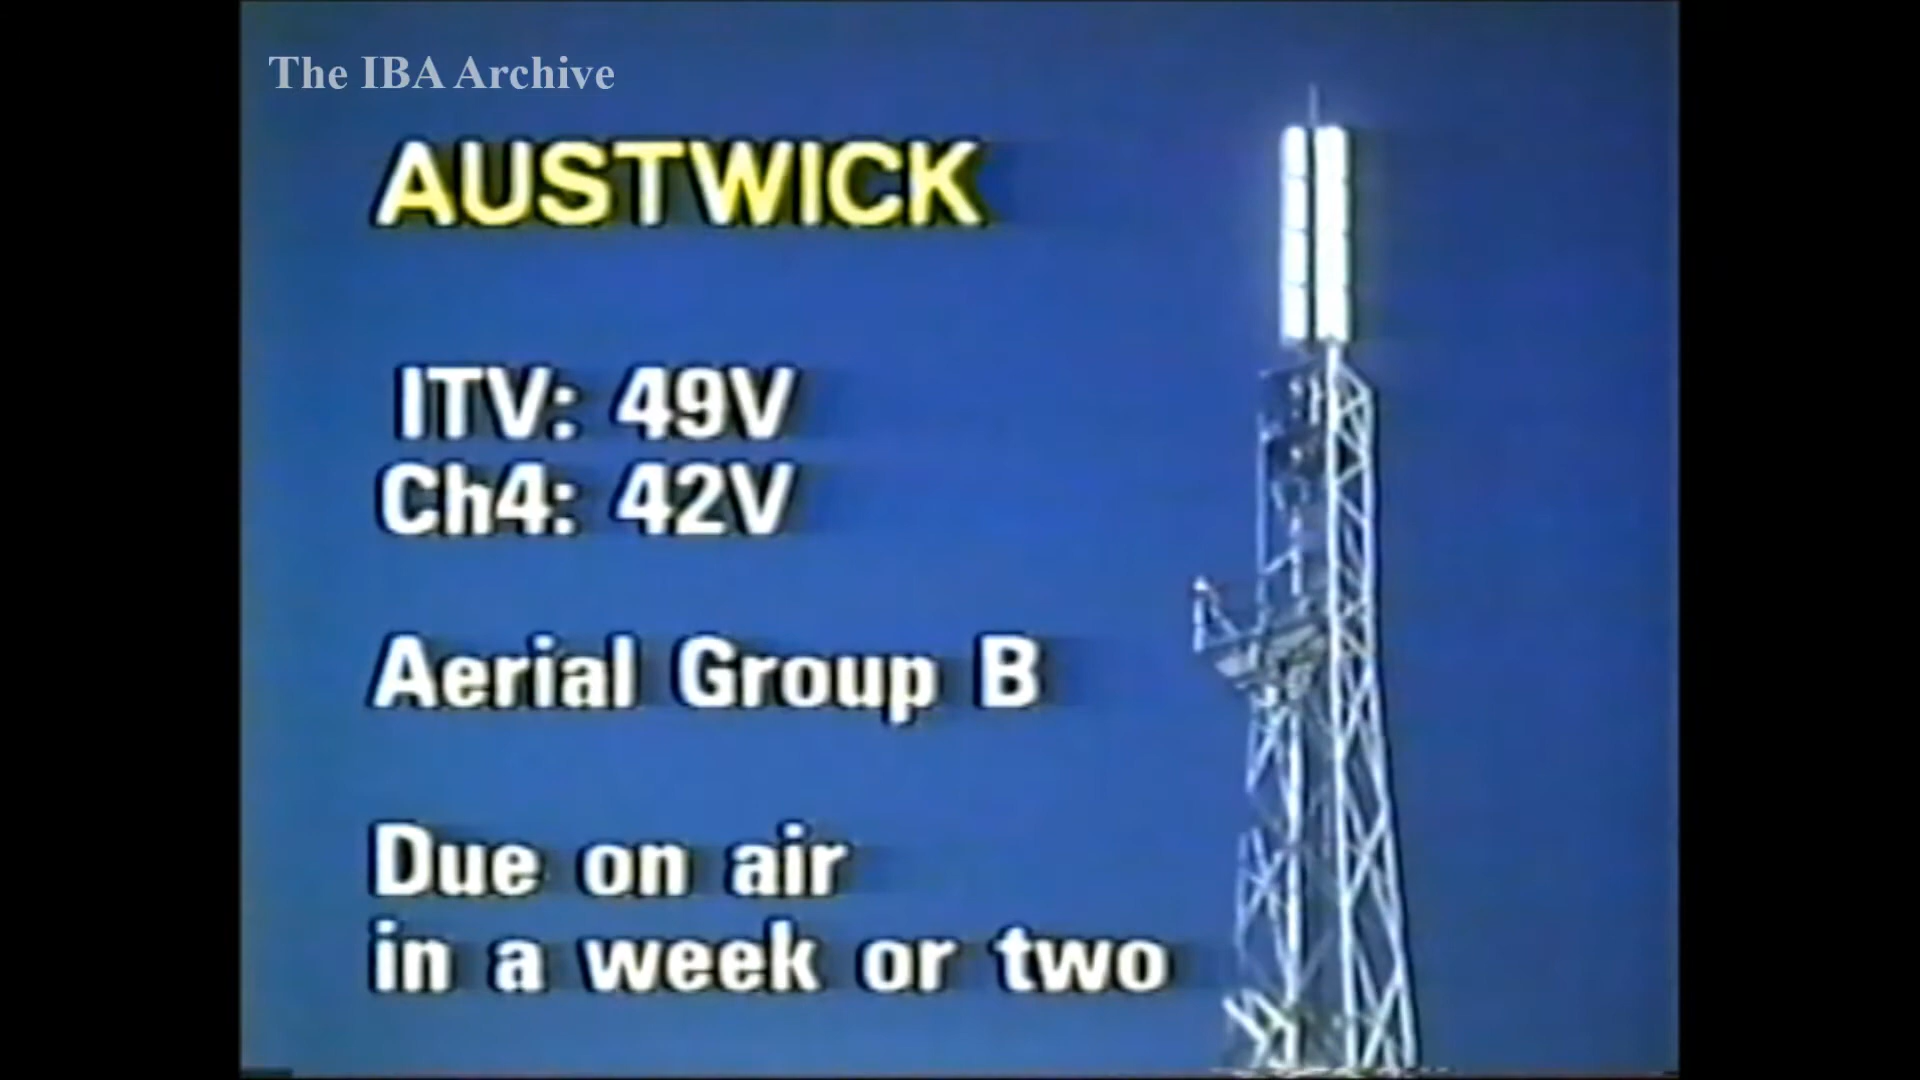 The IBA Archive
AUSTWICK
ITV: 49V
Ch4: 42V
Aerial Group B
Due on air
in a week or two